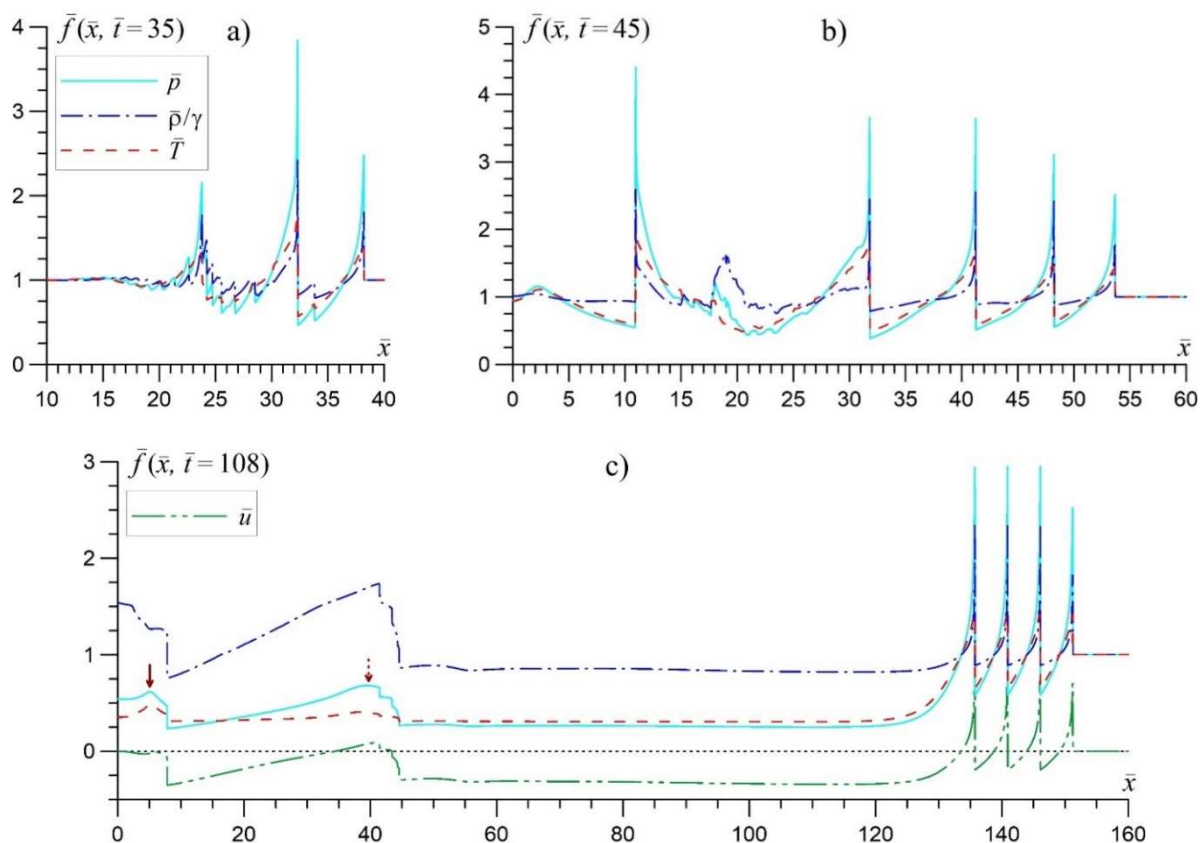 f̄(x̄, t̄ = 35) a)
p̄
ρ̄/γ
T̄
4
3
2
1
0
x̄
10 15 20 25 30 35 40
f̄(x̄, t̄ = 45) b)
5
4
3
2
1
0
x̄
0 5 10 15 20 25 30 35 40 45 50 55 60
f̄(x̄, t̄ = 108) c)
ū
3
2
1
0
x̄
0 20 40 60 80 100 120 140 160